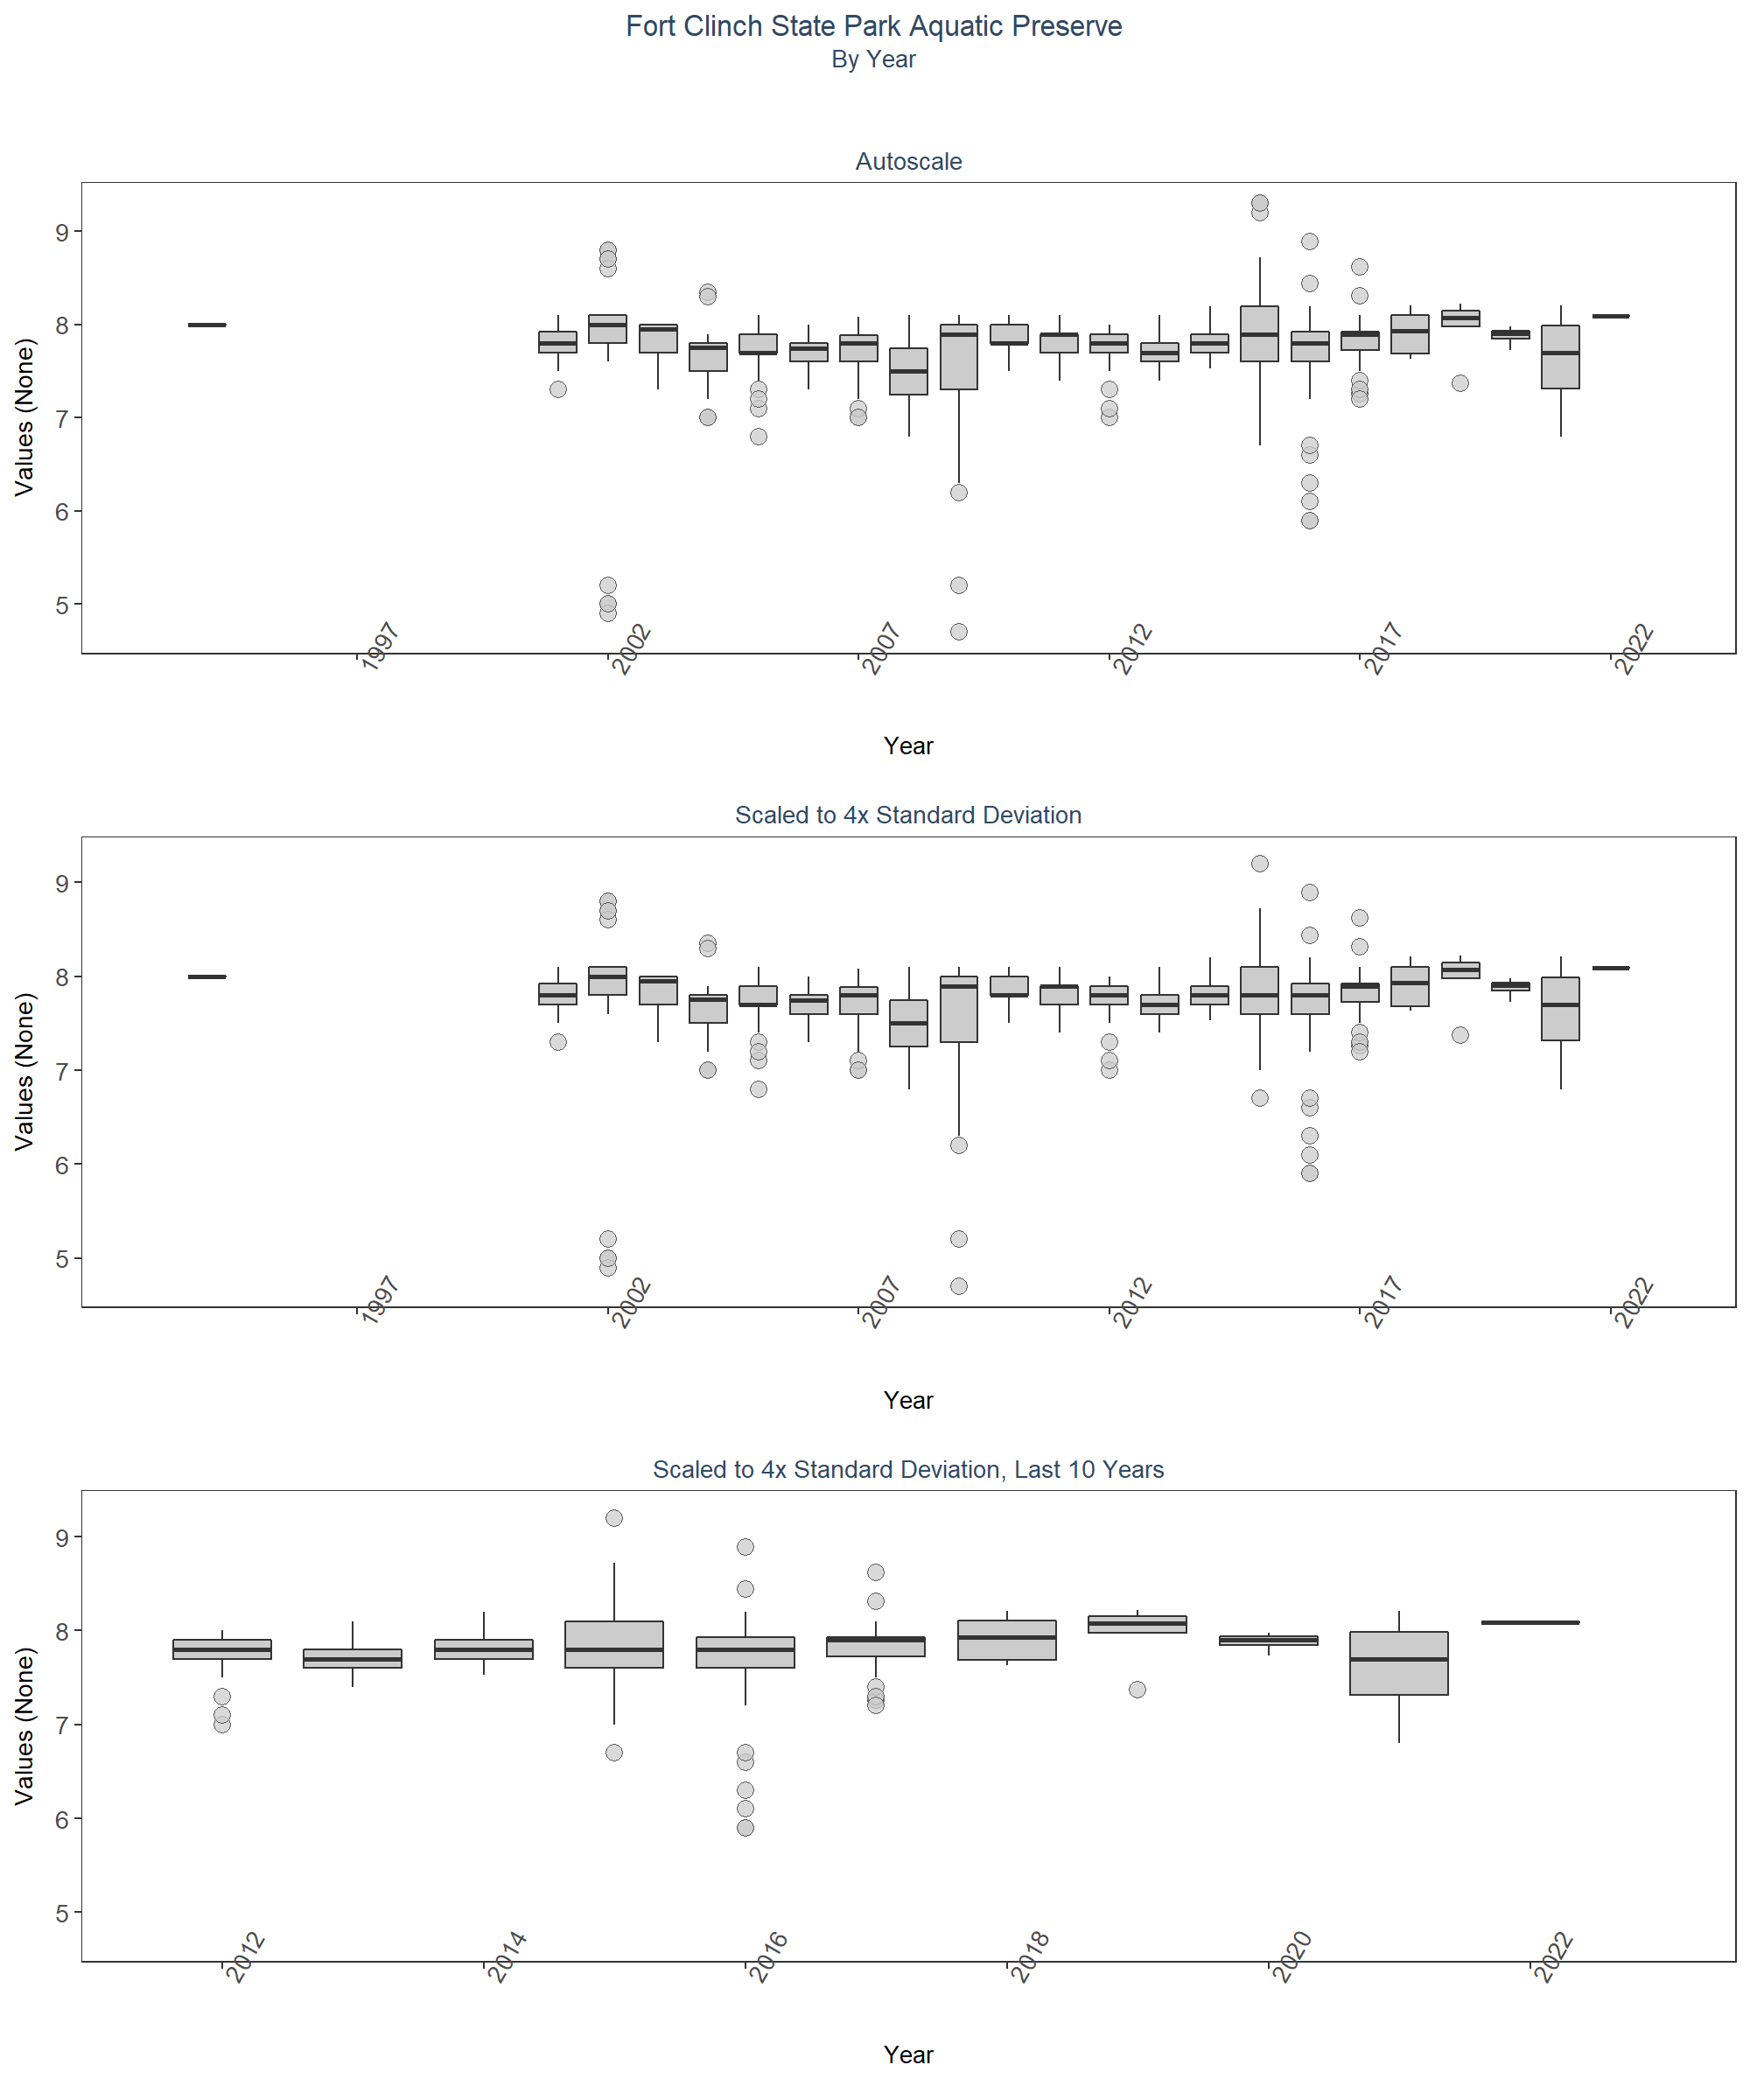 Fort Clinch State Park Aquatic Preserve
By Year
Autoscale
Values (None)
9
8
7
6
5
1997 2002 2007 2012 2017 2022
Year
Scaled to 4x Standard Deviation
Values (None)
9
8
7
6
5
1997 2002 2007 2012 2017 2022
Year
Scaled to 4x Standard Deviation, Last 10 Years
Values (None)
9
8
7
6
5
2012 2014 2016 2018 2020 2022
Year